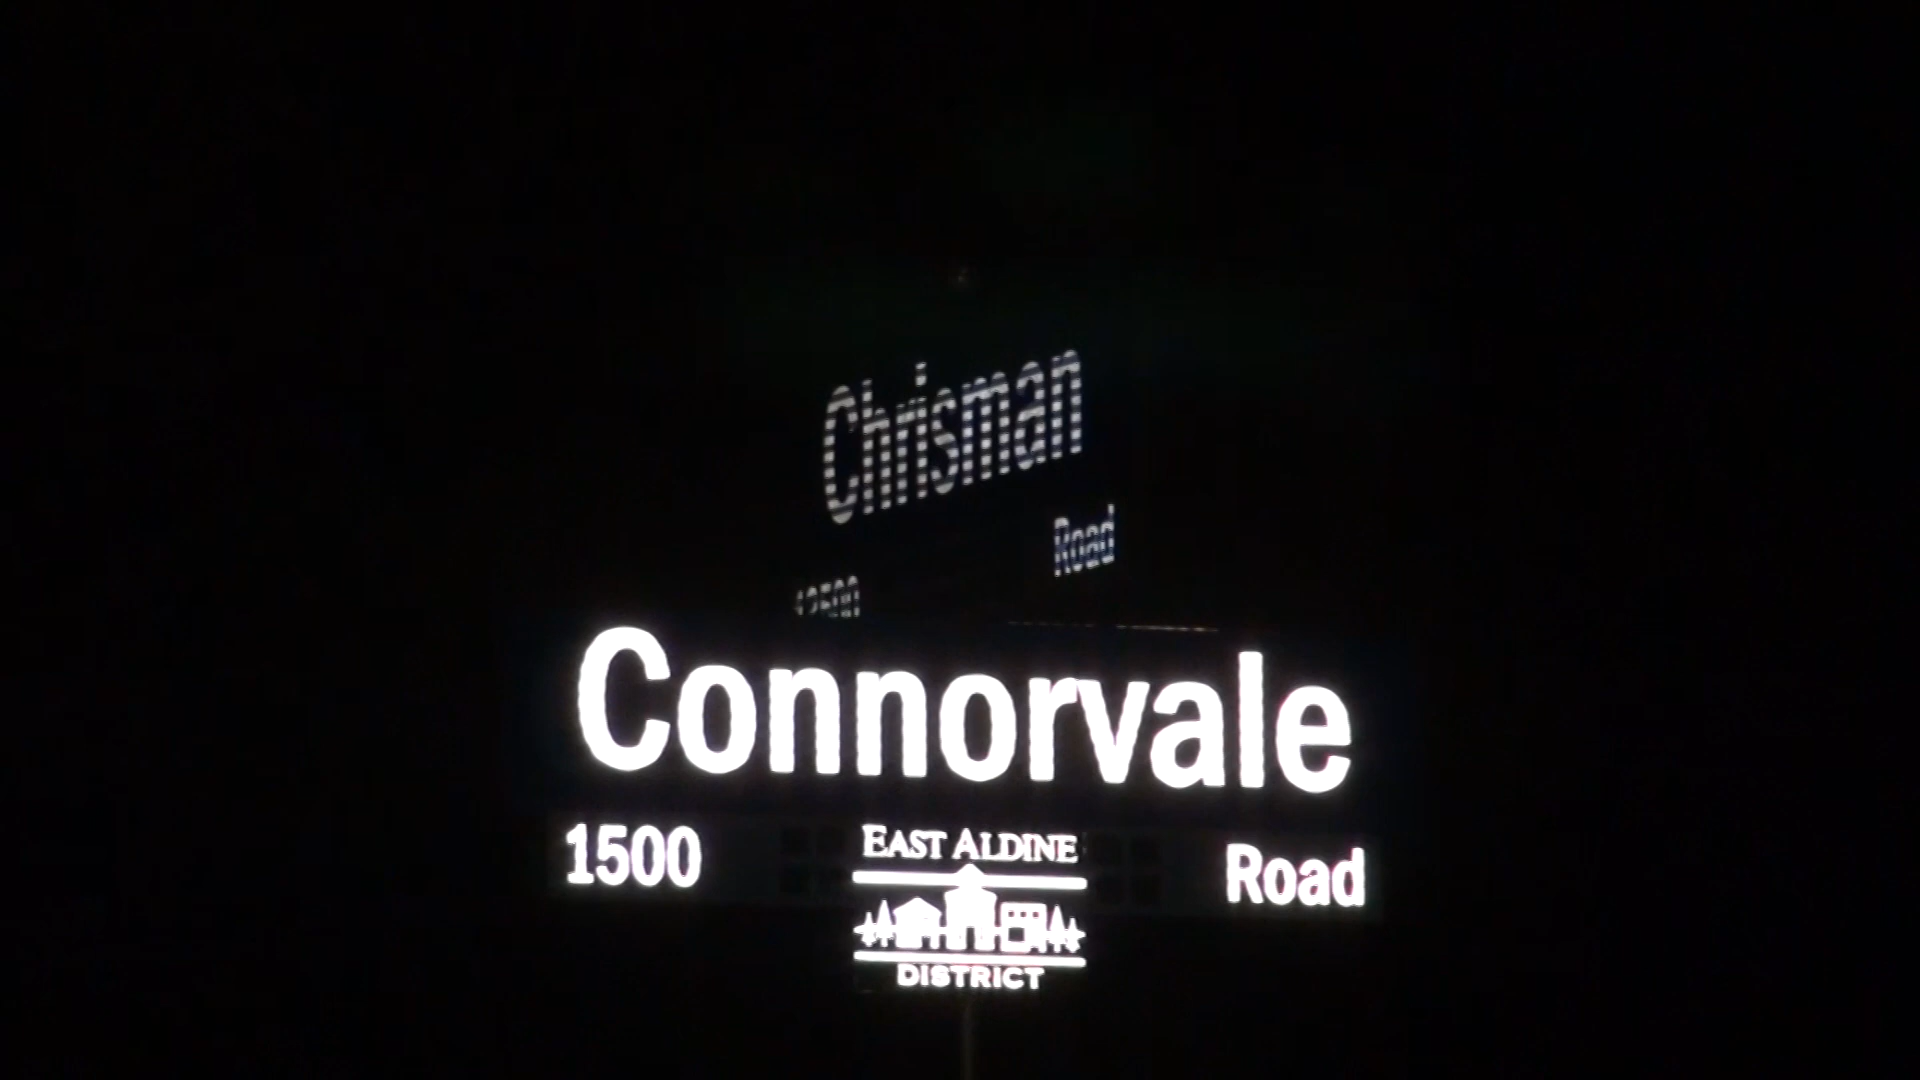 Chrisman
Road
Connorvale
1500
EAST ALDINE
Road
DISTRICT